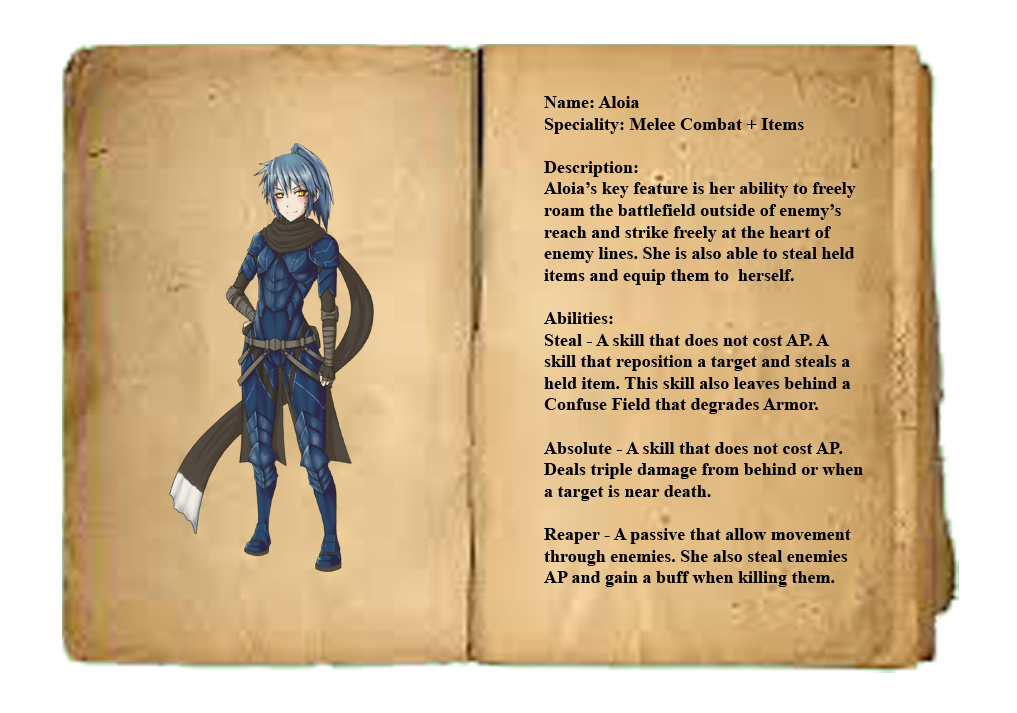 Name: Aloia
Speciality: Melee Combat + Items
Description:
Aloia’s key feature is her ability to freely
roam the battlefield outside of enemy’s
reach and strike freely at the heart of
enemy lines. She is also able to steal held
items and equip them to  herself.
Abilities:
Steal - A skill that does not cost AP. A
skill that reposition a target and steals a
held item. This skill also leaves behind a
Confuse Field that degrades Armor.
Absolute - A skill that does not cost AP.
Deals triple damage from behind or when
a target is near death.
Reaper - A passive that allow movement
through enemies. She also steal enemies
AP and gain a buff when killing them.